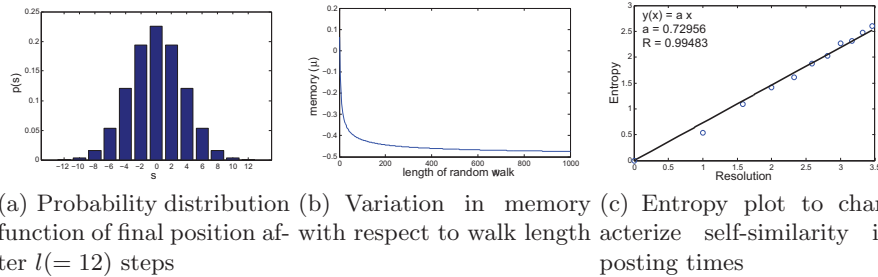 0.25
0.2
0.15
0.1
0.05
0
p(s)
−12 −10 −8 −6 −4 −2 0 2 4 6 8 10 12
s
0.2
0.1
0
−0.1
−0.2
−0.3
−0.4
−0.5
memory (μ)
0 200 400 600 800 1000
length of random walk
3
2.5
2
1.5
1
0.5
0
Entropy
y(x) = a x
a = 0.72956
R = 0.99483
0 0.5 1 1.5 2 2.5 3 3.5
Resolution
(a) Probability distribution
function of final position af-
ter l(= 12) steps
(b) Variation in memory
with respect to walk length
(c) Entropy plot to char
acterize self-similarity i
posting times